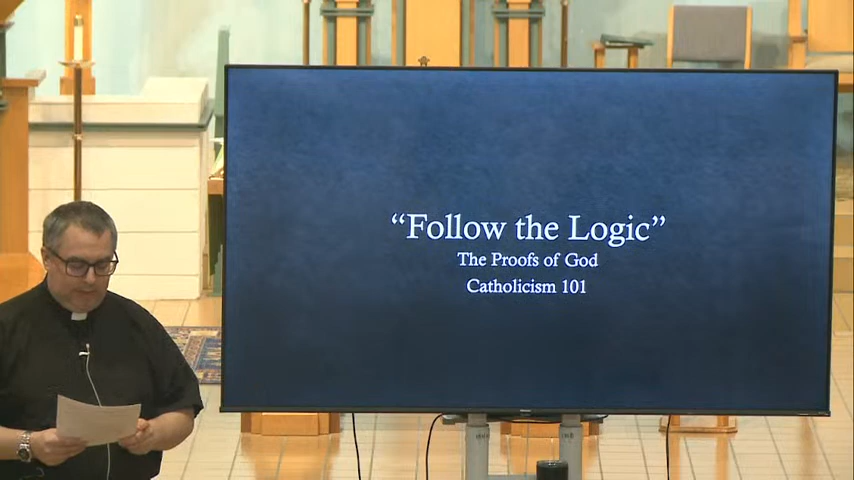 “Follow the Logic”
The Proofs of God
Catholicism 101